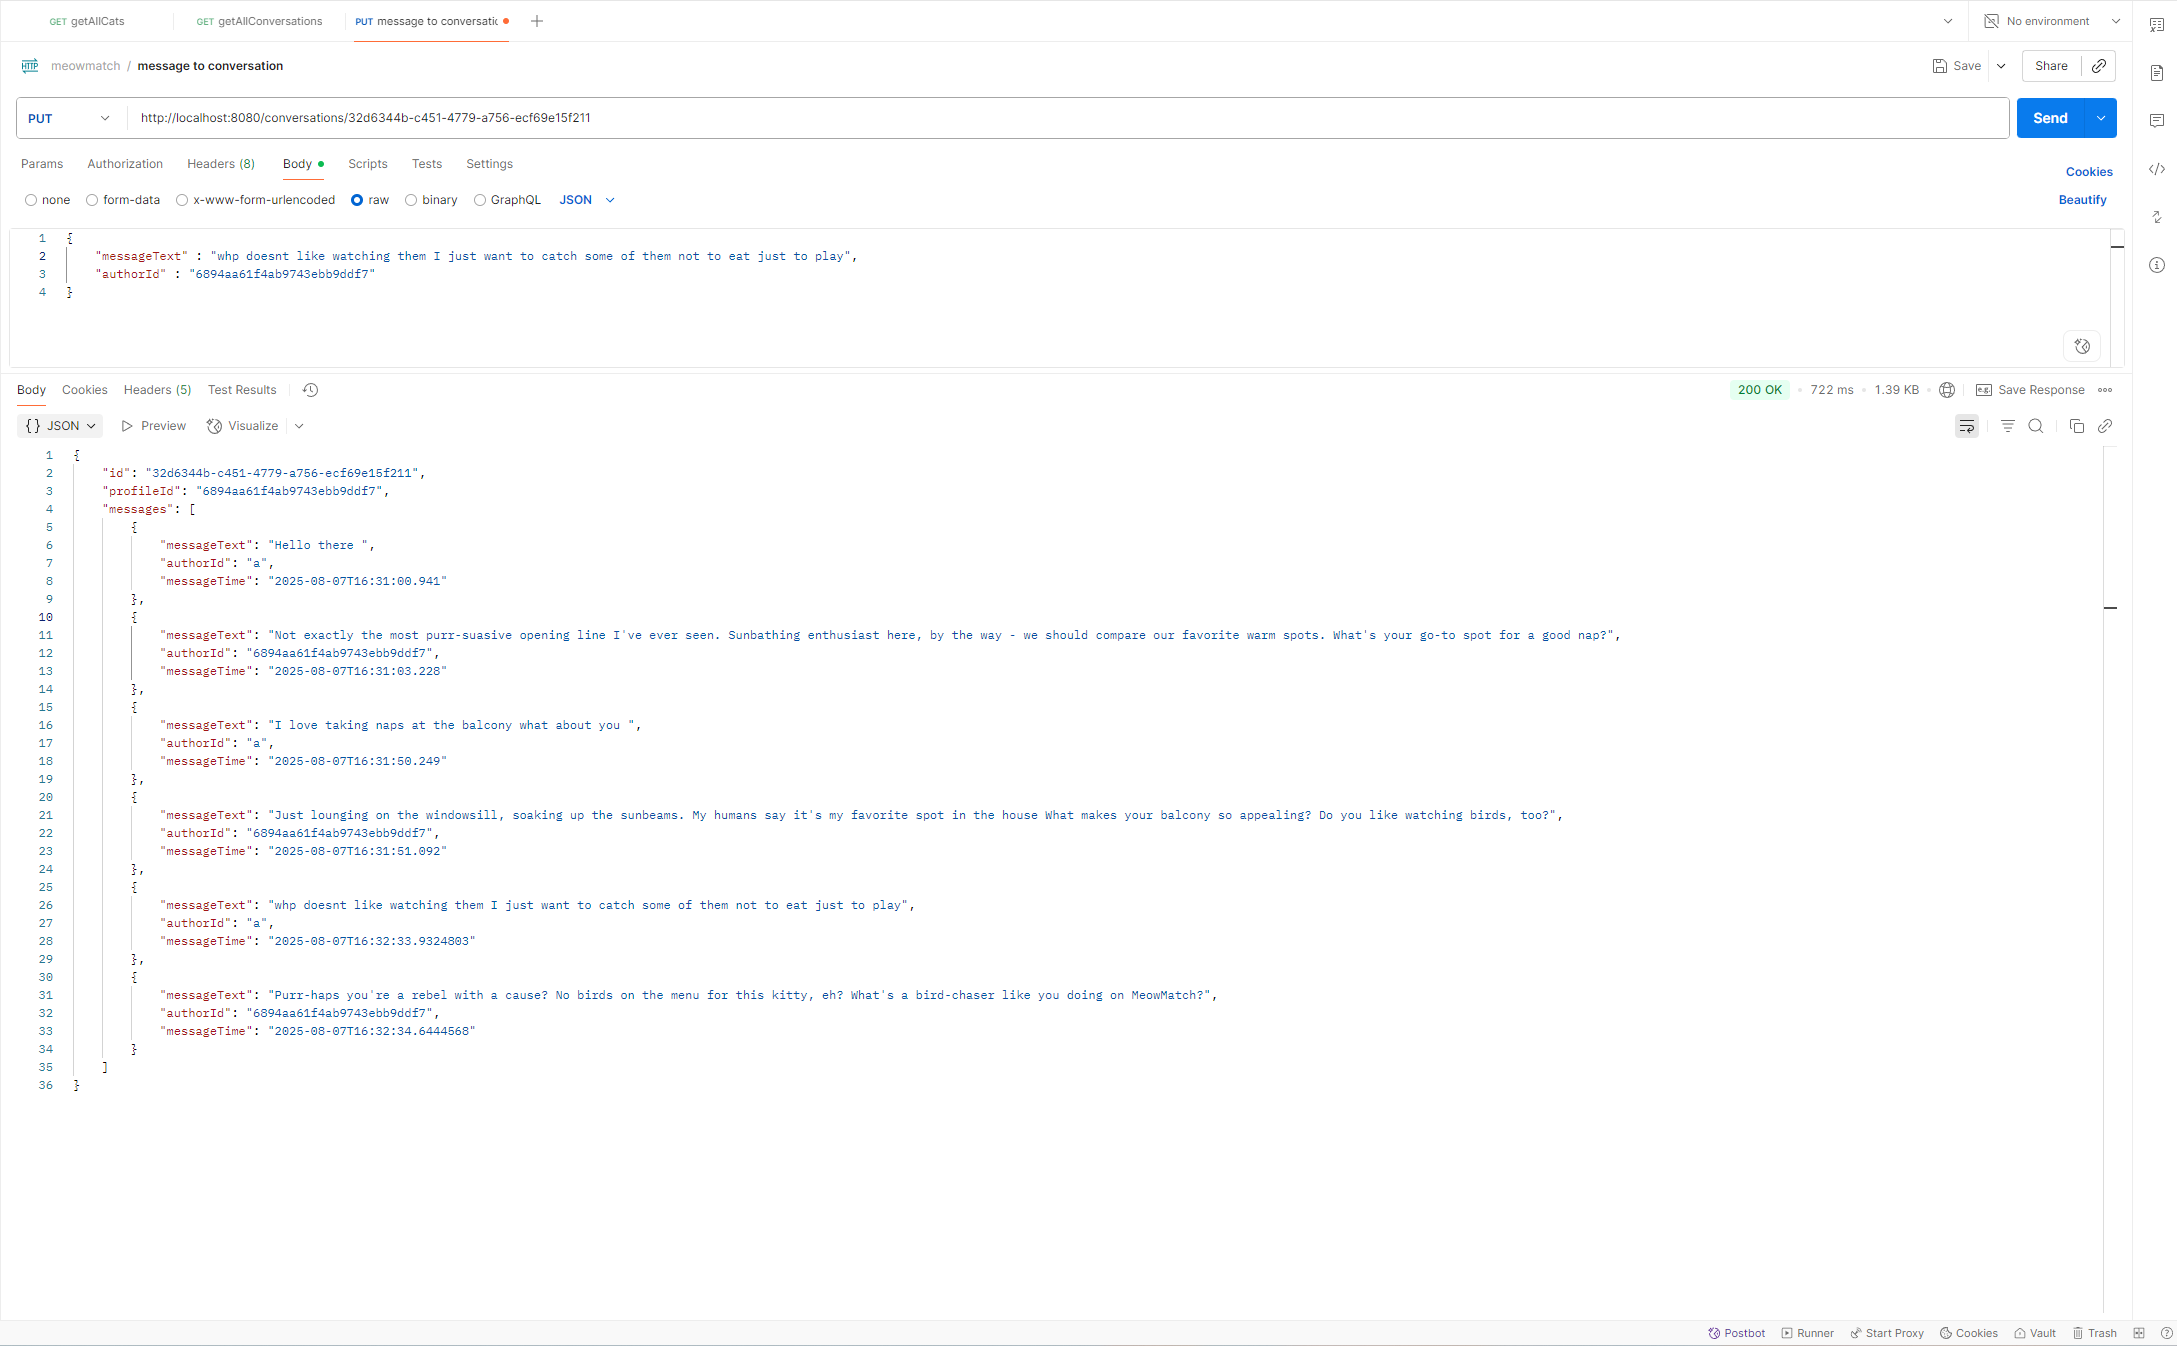 GET getAllCats
GET getAllConversations
PUT message to conversatic
No environment
HTTP meowmatch / message to conversation
Save
Share
PUT
http://localhost:8080/conversations/32d6344b-c451-4779-a756-ecf69e15f211
Send
Params Authorization Headers (8) Body Scripts Tests Settings
Cookies
none form-data x-www-form-urlencoded raw binary GraphQL JSON
Beautify
1 {
2 "messageText" : "whp doesnt like watching them I just want to catch some of them not to eat just to play",
3 "authorId" : "6894aa61f4ab9743ebb9ddf7"
4 }
Body Cookies Headers (5) Test Results
200 OK 722 ms 1.39 KB e.g. Save Response
{} JSON Preview Visualize
1 {
2 "id": "32d6344b-c451-4779-a756-ecf69e15f211",
3 "profileId": "6894aa61f4ab9743ebb9ddf7",
4 "messages": [
5 {
6 "messageText": "Hello there ",
7 "authorId": "a",
8 "messageTime": "2025-08-07T16:31:00.941"
9 },
10 {
11 "messageText": "Not exactly the most purr-suasive opening line I've ever seen. Sunbathing enthusiast here, by the way - we should compare our favorite warm spots. What's your go-to spot for a good nap?",
12 "authorId": "6894aa61f4ab9743ebb9ddf7",
13 "messageTime": "2025-08-07T16:31:03.228"
14 },
15 {
16 "messageText": "I love taking naps at the balcony what about you ",
17 "authorId": "a",
18 "messageTime": "2025-08-07T16:31:50.249"
19 },
20 {
21 "messageText": "Just lounging on the windowsill, soaking up the sunbeams. My humans say it's my favorite spot in the house What makes your balcony so appealing? Do you like watching birds, too?",
22 "authorId": "6894aa61f4ab9743ebb9ddf7",
23 "messageTime": "2025-08-07T16:31:51.092"
24 },
25 {
26 "messageText": "whp doesnt like watching them I just want to catch some of them not to eat just to play",
27 "authorId": "a",
28 "messageTime": "2025-08-07T16:32:33.9324803"
29 },
30 {
31 "messageText": "Purr-haps you're a rebel with a cause? No birds on the menu for this kitty, eh? What's a bird-chaser like you doing on MeowMatch?",
32 "authorId": "6894aa61f4ab9743ebb9ddf7",
33 "messageTime": "2025-08-07T16:32:34.6444568"
34 }
35 ]
36 }
Postbot Runner Start Proxy Cookies Vault Trash